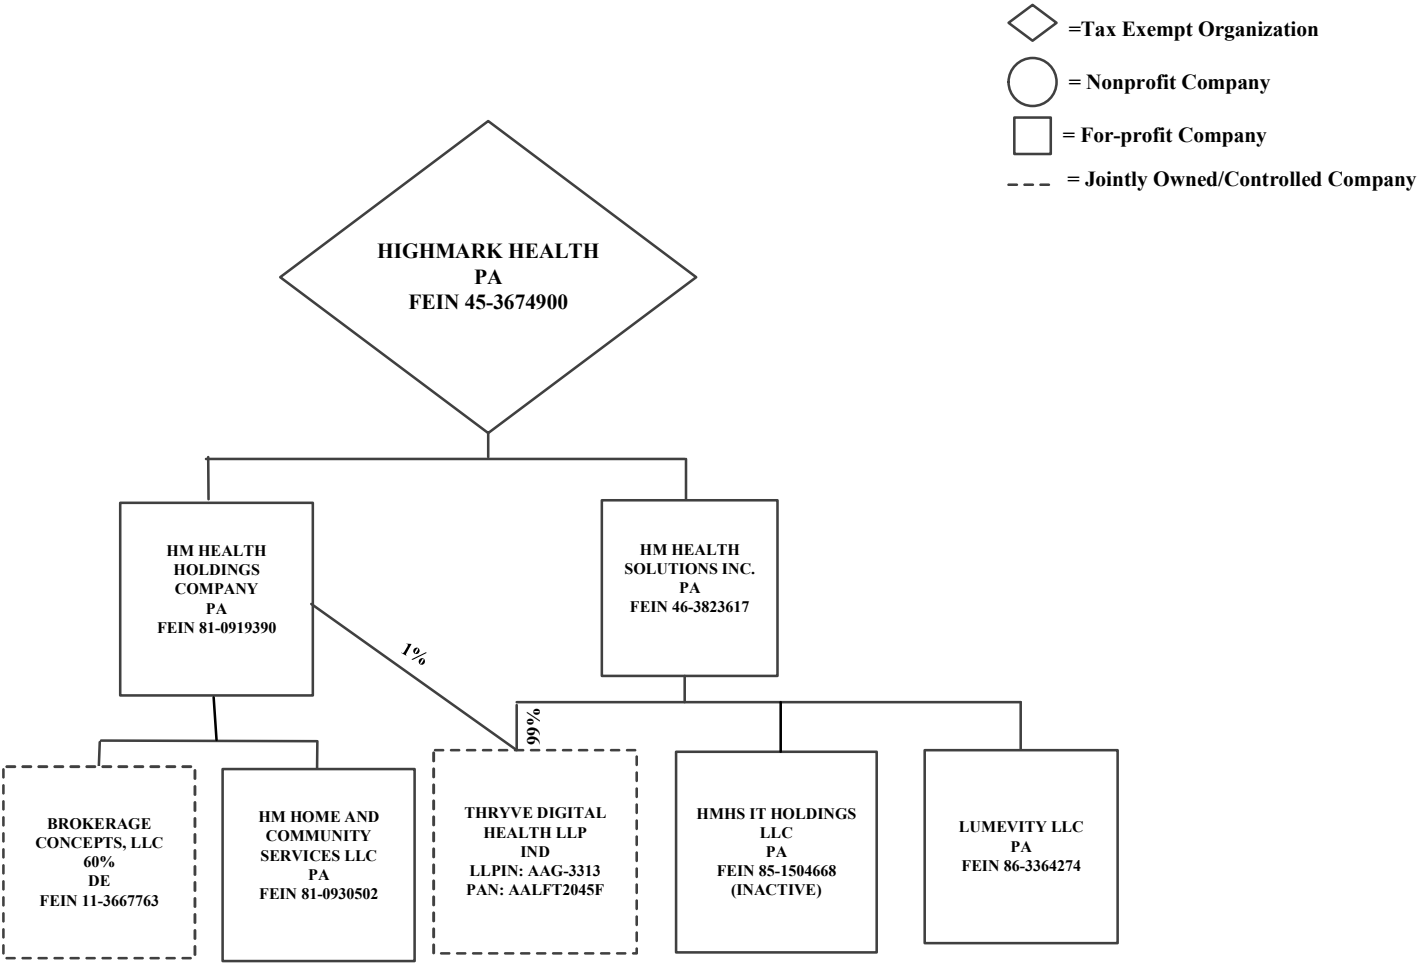 =Tax Exempt Organization
= Nonprofit Company
= For-profit Company
= Jointly Owned/Controlled Company
HIGHMARK HEALTH
PA
FEIN 45-3674900
HM HEALTH
HOLDINGS
COMPANY
PA
FEIN 81-0919390
HM HEALTH
SOLUTIONS INC.
PA
FEIN 46-3823617
1%
99%
BROKERAGE
CONCEPTS, LLC
60%
DE
FEIN 11-3667763
HM HOME AND
COMMUNITY
SERVICES LLC
PA
FEIN 81-0930502
THRYVE DIGITAL
HEALTH LLP
IND
LLPIN: AAG-3313
PAN: AALFT2045F
HMHS IT HOLDINGS
LLC
PA
FEIN 85-1504668
(INACTIVE)
LUMEVITY LLC
PA
FEIN 86-3364274